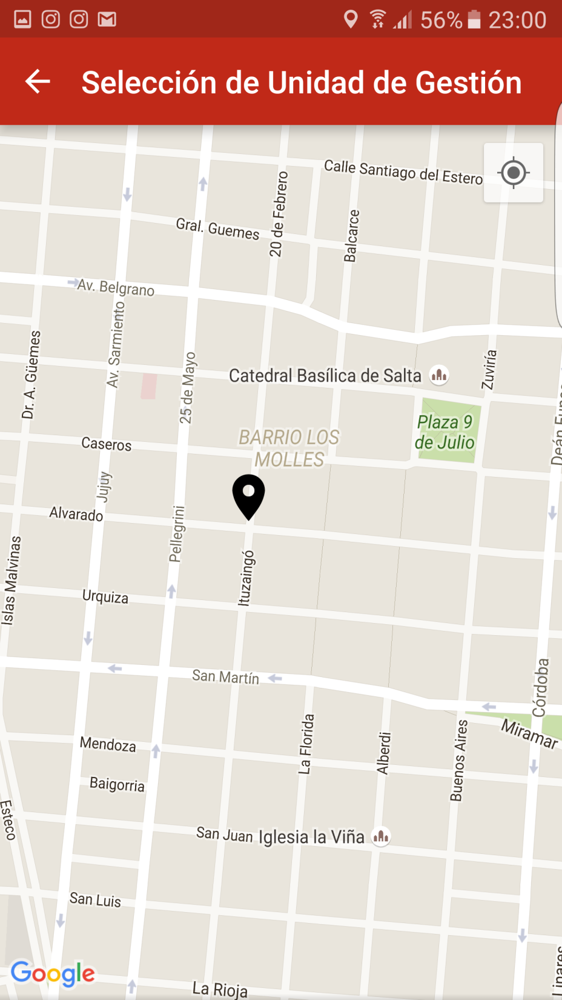 56% 23:00
Selección de Unidad de Gestión
Calle Santiago del Estero
20 de Febrero
Balcarce
Gral. Guemes
Av. Belgrano
Av. Sarmiento
Dr. A. Güemes
25 de Mayo
Catedral Basílica de Salta
Zuviría
Plaza 9
de Julio
BARRIO LOS
MOLLES
Caseros
Jujuy
Alvarado
Pellegrini
Islas Malvinas
Ituzaingó
Urquiza
San Martín
Córdoba
Miramar
Mendoza
La Florida
Alberdi
Buenos Aires
Baigorria
Esteco
San Juan
Iglesia la Viña
San Luis
Linares
Google
La Rioja